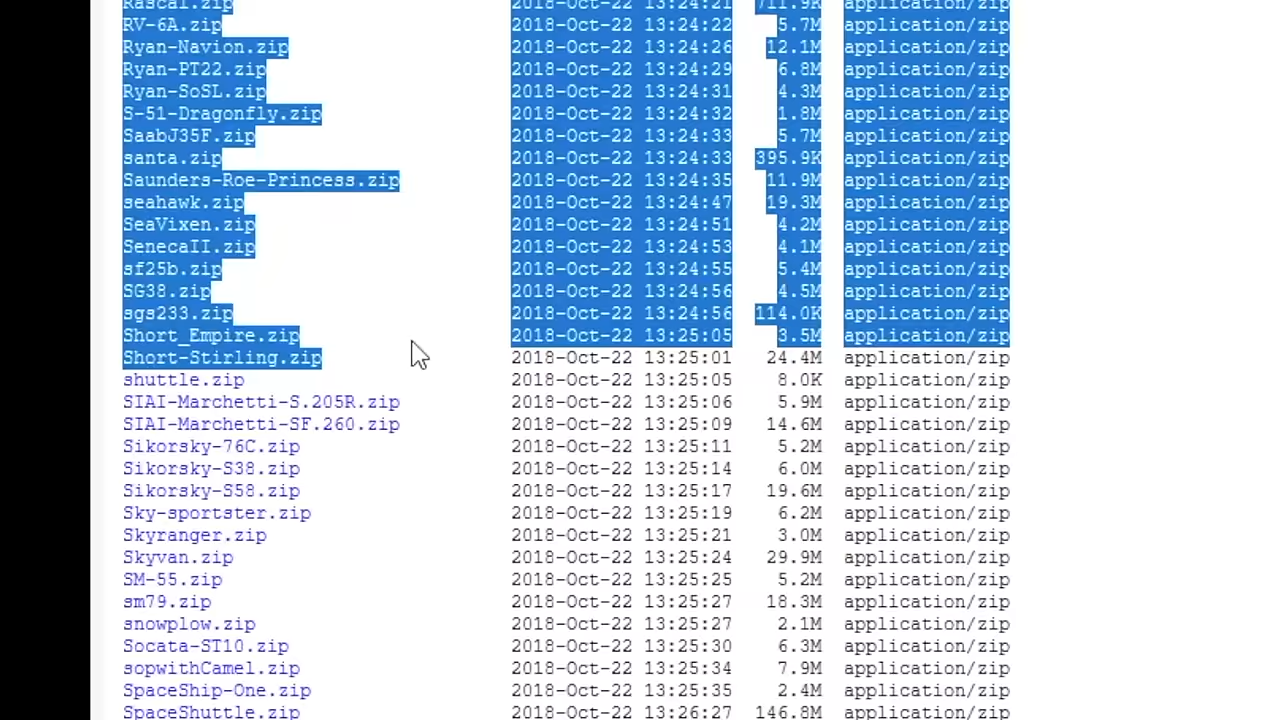 Rascal.zip 2018-Oct-22 13:24:21 711.9K application/zip
RV-6A.zip 2018-Oct-22 13:24:22 5.7M application/zip
Ryan-Navion.zip 2018-Oct-22 13:24:26 12.1M application/zip
Ryan-PT22.zip 2018-Oct-22 13:24:29 6.8M application/zip
Ryan-SoSL.zip 2018-Oct-22 13:24:31 4.3M application/zip
S-51-Dragonfly.zip 2018-Oct-22 13:24:32 1.8M application/zip
SaabJ35F.zip 2018-Oct-22 13:24:33 5.7M application/zip
santa.zip 2018-Oct-22 13:24:33 395.9K application/zip
Saunders-Roe-Princess.zip 2018-Oct-22 13:24:35 11.9M application/zip
seahawk.zip 2018-Oct-22 13:24:47 19.3M application/zip
SeaVixen.zip 2018-Oct-22 13:24:51 4.2M application/zip
SenecaII.zip 2018-Oct-22 13:24:53 4.1M application/zip
sf25b.zip 2018-Oct-22 13:24:55 5.4M application/zip
SG38.zip 2018-Oct-22 13:24:56 4.5M application/zip
sgs233.zip 2018-Oct-22 13:24:56 114.0K application/zip
Short_Empire.zip 2018-Oct-22 13:25:05 3.5M application/zip
Short-Stirling.zip 2018-Oct-22 13:25:01 24.4M application/zip
shuttle.zip 2018-Oct-22 13:25:05 8.0K application/zip
SIAI-Marchetti-S.205R.zip 2018-Oct-22 13:25:06 5.9M application/zip
SIAI-Marchetti-SF.260.zip 2018-Oct-22 13:25:09 14.6M application/zip
Sikorsky-76C.zip 2018-Oct-22 13:25:11 5.2M application/zip
Sikorsky-S38.zip 2018-Oct-22 13:25:14 6.0M application/zip
Sikorsky-S58.zip 2018-Oct-22 13:25:17 19.6M application/zip
Sky-sportster.zip 2018-Oct-22 13:25:19 6.2M application/zip
Skyranger.zip 2018-Oct-22 13:25:21 3.0M application/zip
Skyvan.zip 2018-Oct-22 13:25:24 29.9M application/zip
SM-55.zip 2018-Oct-22 13:25:25 5.2M application/zip
sm79.zip 2018-Oct-22 13:25:27 18.3M application/zip
snowplow.zip 2018-Oct-22 13:25:27 2.1M application/zip
Socata-ST10.zip 2018-Oct-22 13:25:30 6.3M application/zip
sopwithCamel.zip 2018-Oct-22 13:25:34 7.9M application/zip
SpaceShip-One.zip 2018-Oct-22 13:25:35 2.4M application/zip
SpaceShuttle.zip 2018-Oct-22 13:26:27 146.8M application/zip